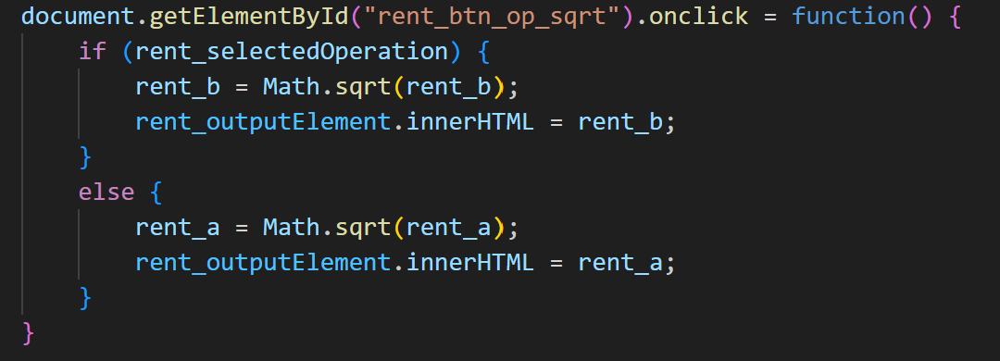 document.getElementById("rent_btn_op_sqrt").onclick = function() {
    if (rent_selectedOperation) {
        rent_b = Math.sqrt(rent_b);
        rent_outputElement.innerHTML = rent_b;
    }
    else {
        rent_a = Math.sqrt(rent_a);
        rent_outputElement.innerHTML = rent_a;
    }
}